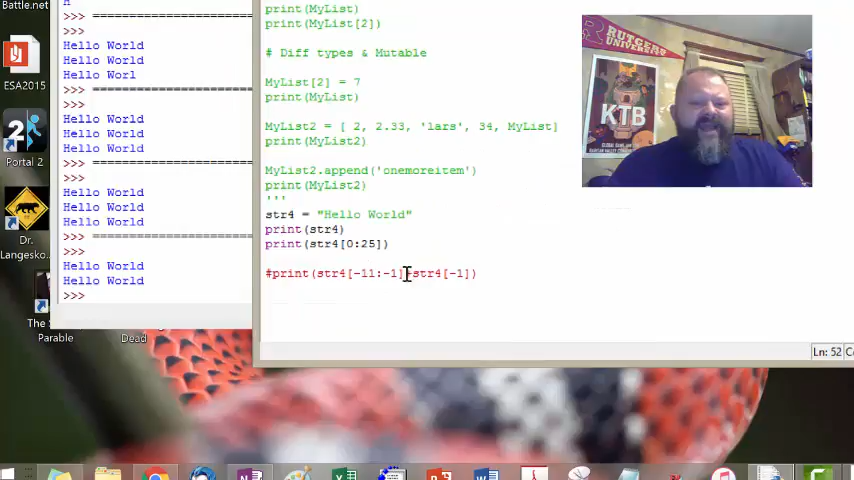 Battle.net
ESA2015
Portal 2
Dr.
Langesko
The S
Parable
Dead
H
>>> ======================
>>>
Hello World
Hello World
Hello Worl
>>> ======================
>>>
Hello World
Hello World
Hello World
>>> ======================
>>>
Hello World
Hello World
Hello World
>>> ======================
>>>
Hello World
Hello World
>>>
print(MyList)
print(MyList[2])
# Diff types & Mutable
MyList[2] = 7
print(MyList)
MyList2 = [ 2, 2.33, 'lars', 34, MyList]
print(MyList2)
MyList2.append('onemoreitem')
print(MyList2)
'''
str4 = "Hello World"
print(str4)
print(str4[0:25])
#print(str4[-11:-1]+str4[-1])
Ln: 52
RUTGERS
UNIVERSITY
KTB